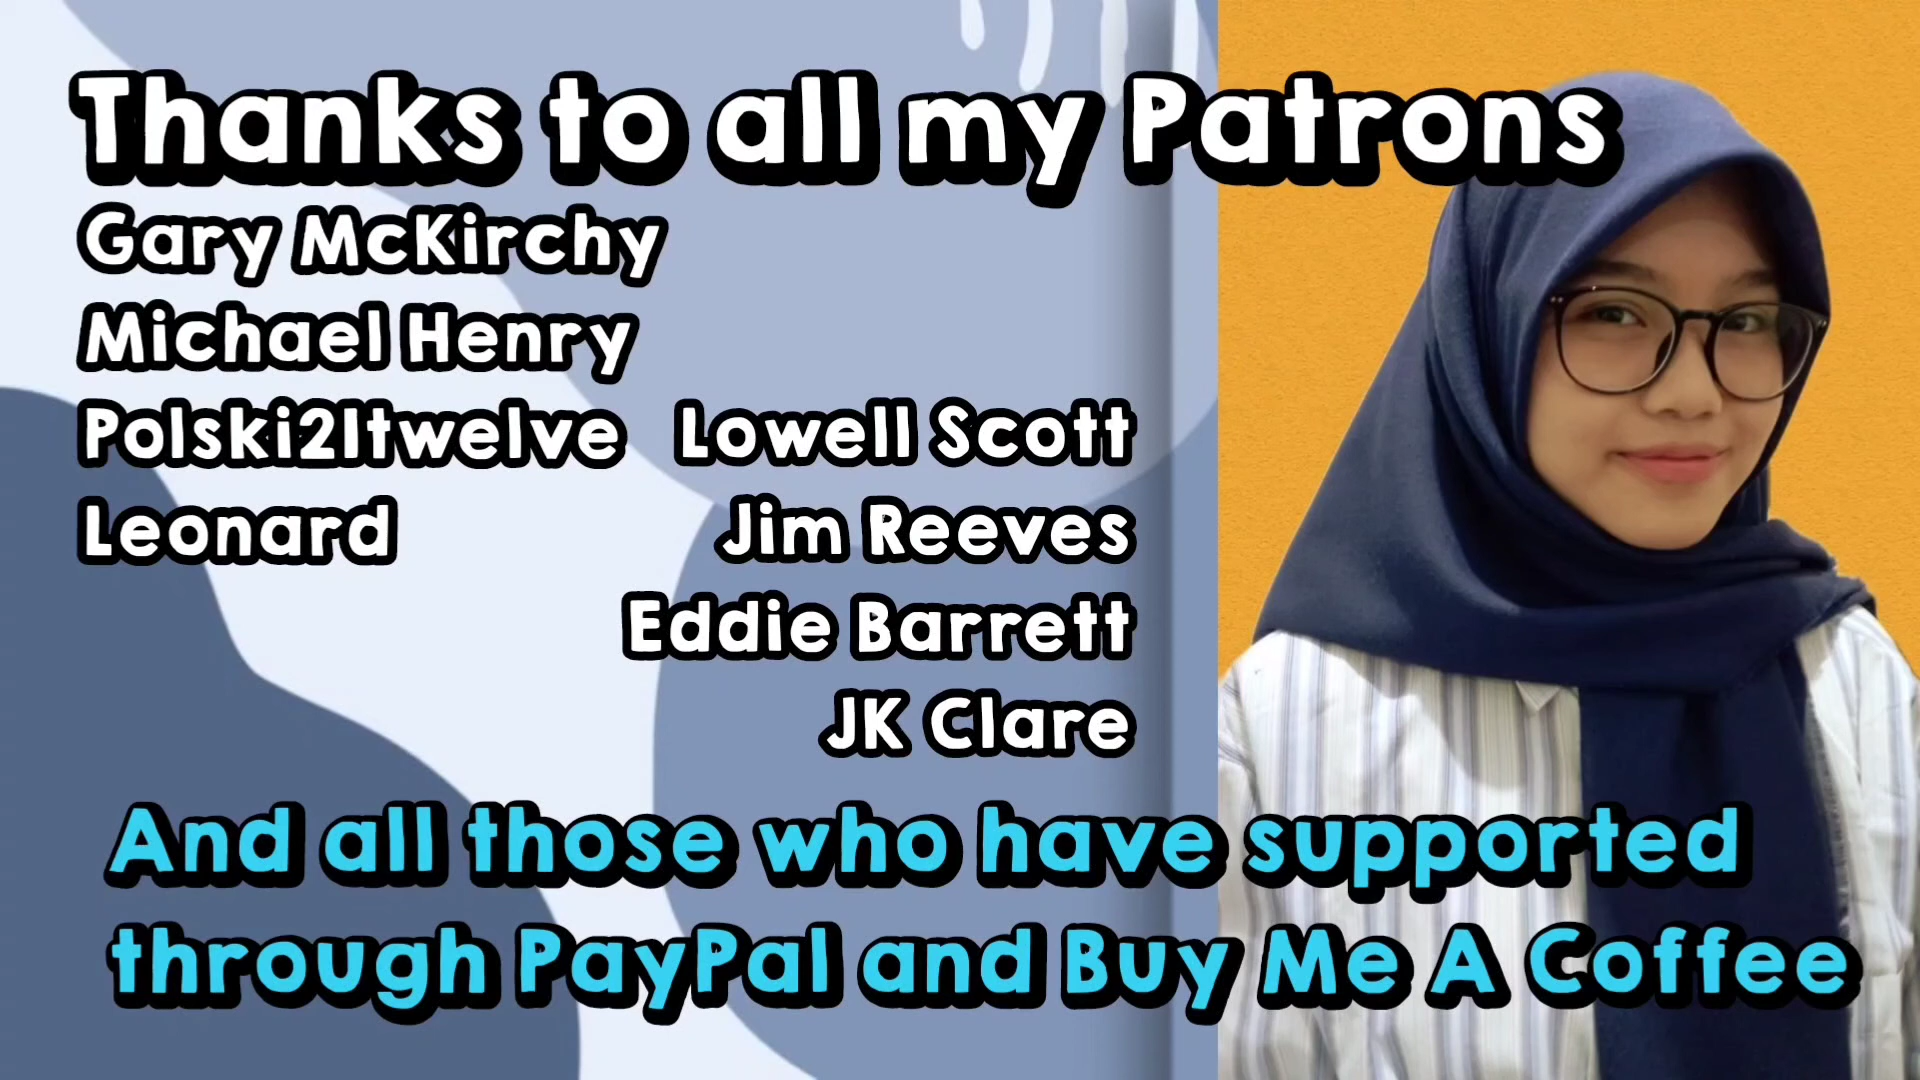 Thanks to all my Patrons
Gary McKirchy
Michael Henry
Polski21twelve
Leonard
Lowell Scott
Jim Reeves
Eddie Barrett
JK Clare
And all those who have supported
through PayPal and Buy Me A Coffee